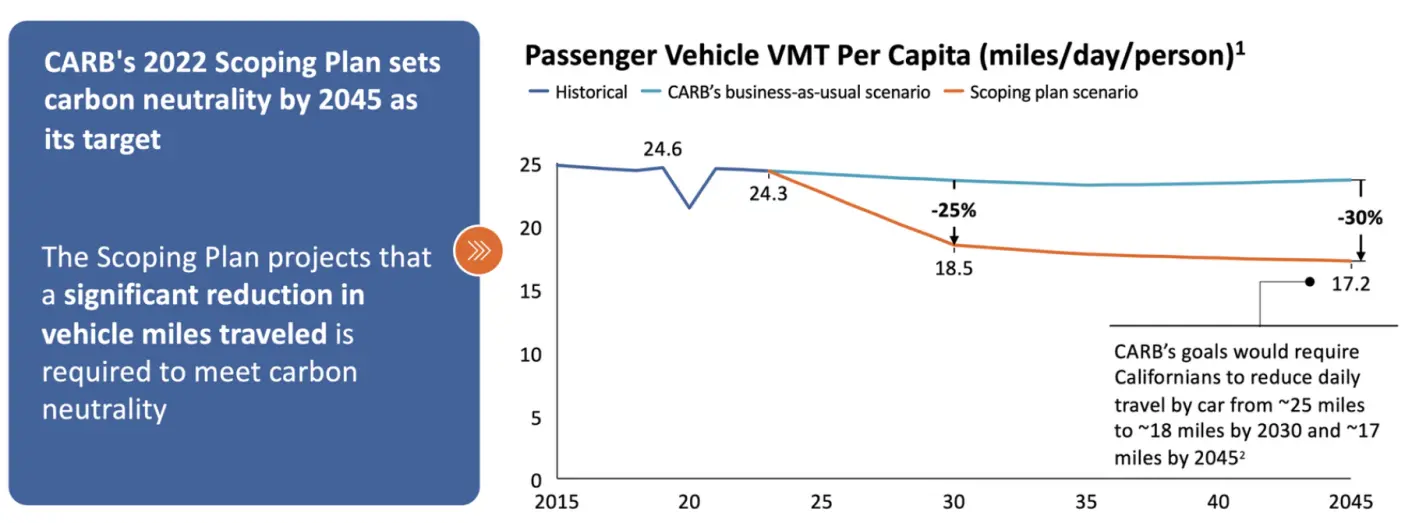 CARB's 2022 Scoping Plan sets
carbon neutrality by 2045 as
its target
The Scoping Plan projects that
a significant reduction in
vehicle miles traveled is
required to meet carbon
neutrality
Passenger Vehicle VMT Per Capita (miles/day/person)1
Historical CARB’s business-as-usual scenario Scoping plan scenario
25
20
15
10
5
0
24.6
24.3
-25%
18.5
-30%
17.2
CARB’s goals would require
Californians to reduce daily
travel by car from ~25 miles
to ~18 miles by 2030 and ~17
miles by 20452
2015 20 25 30 35 40 2045